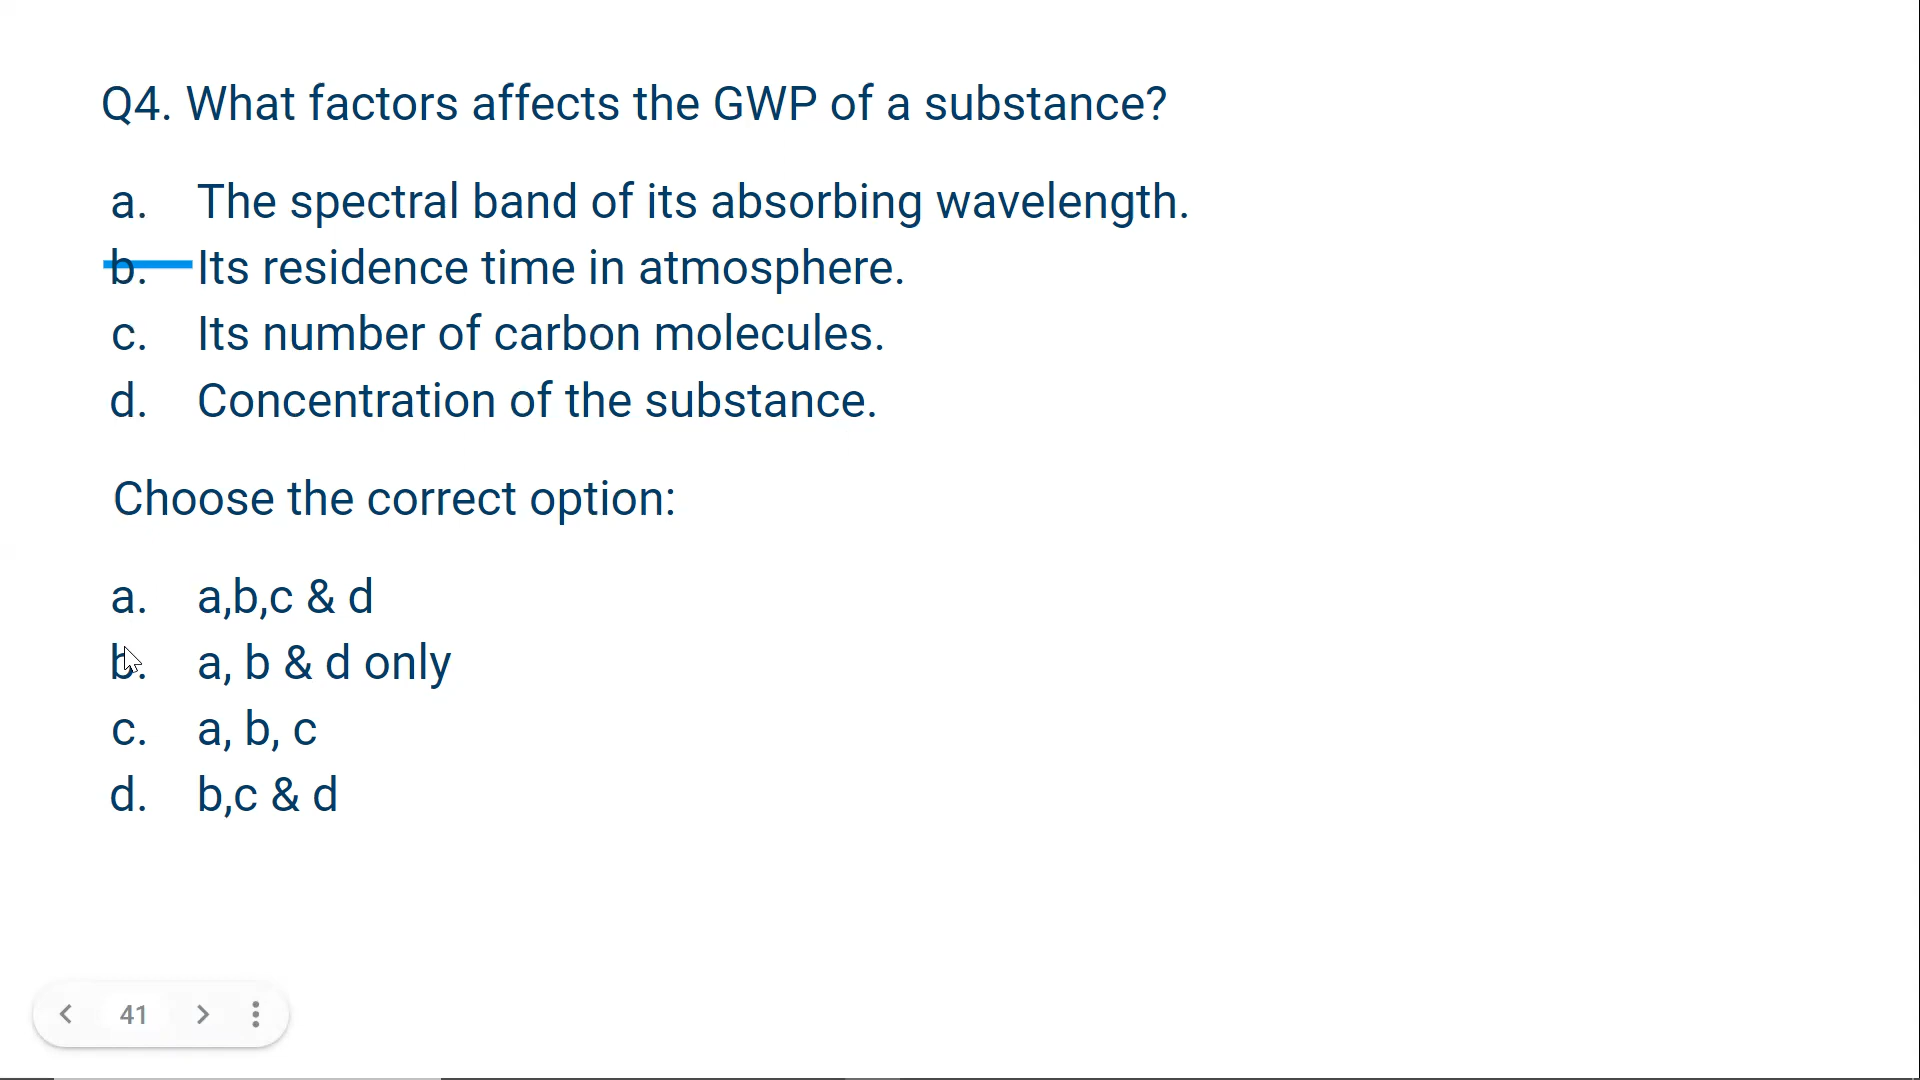 Q4. What factors affects the GWP of a substance?
a. The spectral band of its absorbing wavelength.
b. Its residence time in atmosphere.
c. Its number of carbon molecules.
d. Concentration of the substance.
Choose the correct option:
a. a,b,c & d
b. a, b & d only
c. a, b, c
d. b,c & d
41